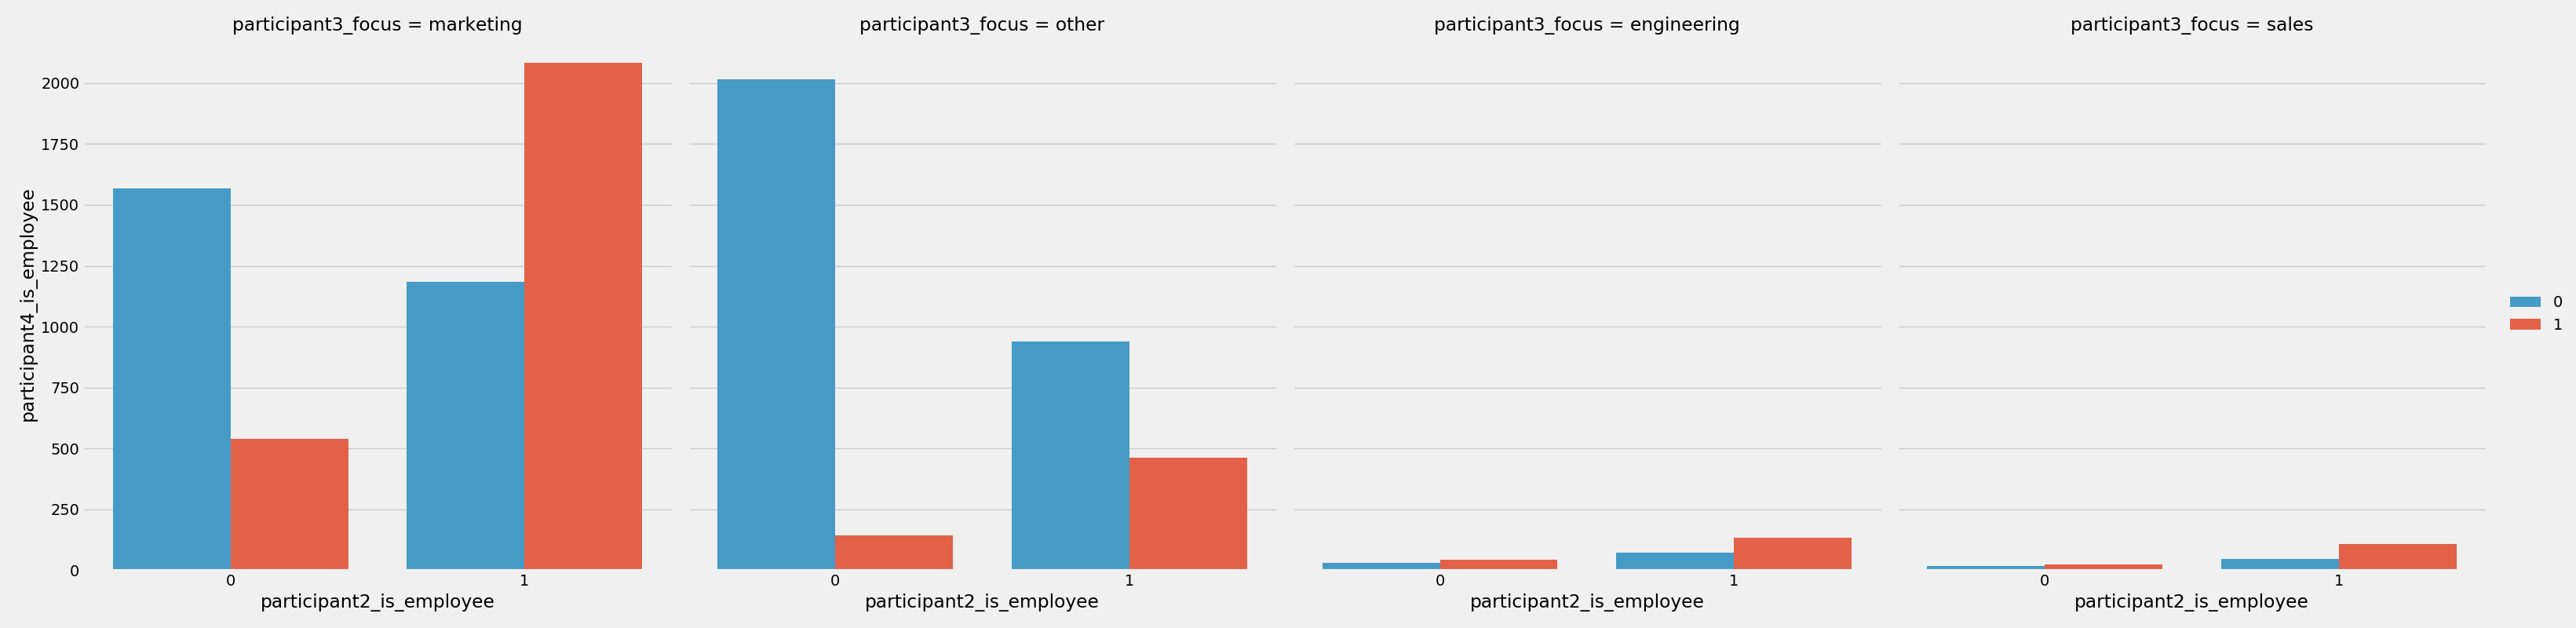 participant3_focus = marketing
participant3_focus = other
participant3_focus = engineering
participant3_focus = sales
participant4_is_employee
2000
1750
1500
1250
1000
750
500
250
0
0 1
0 1
0 1
0 1
participant2_is_employee
participant2_is_employee
participant2_is_employee
participant2_is_employee
0
1